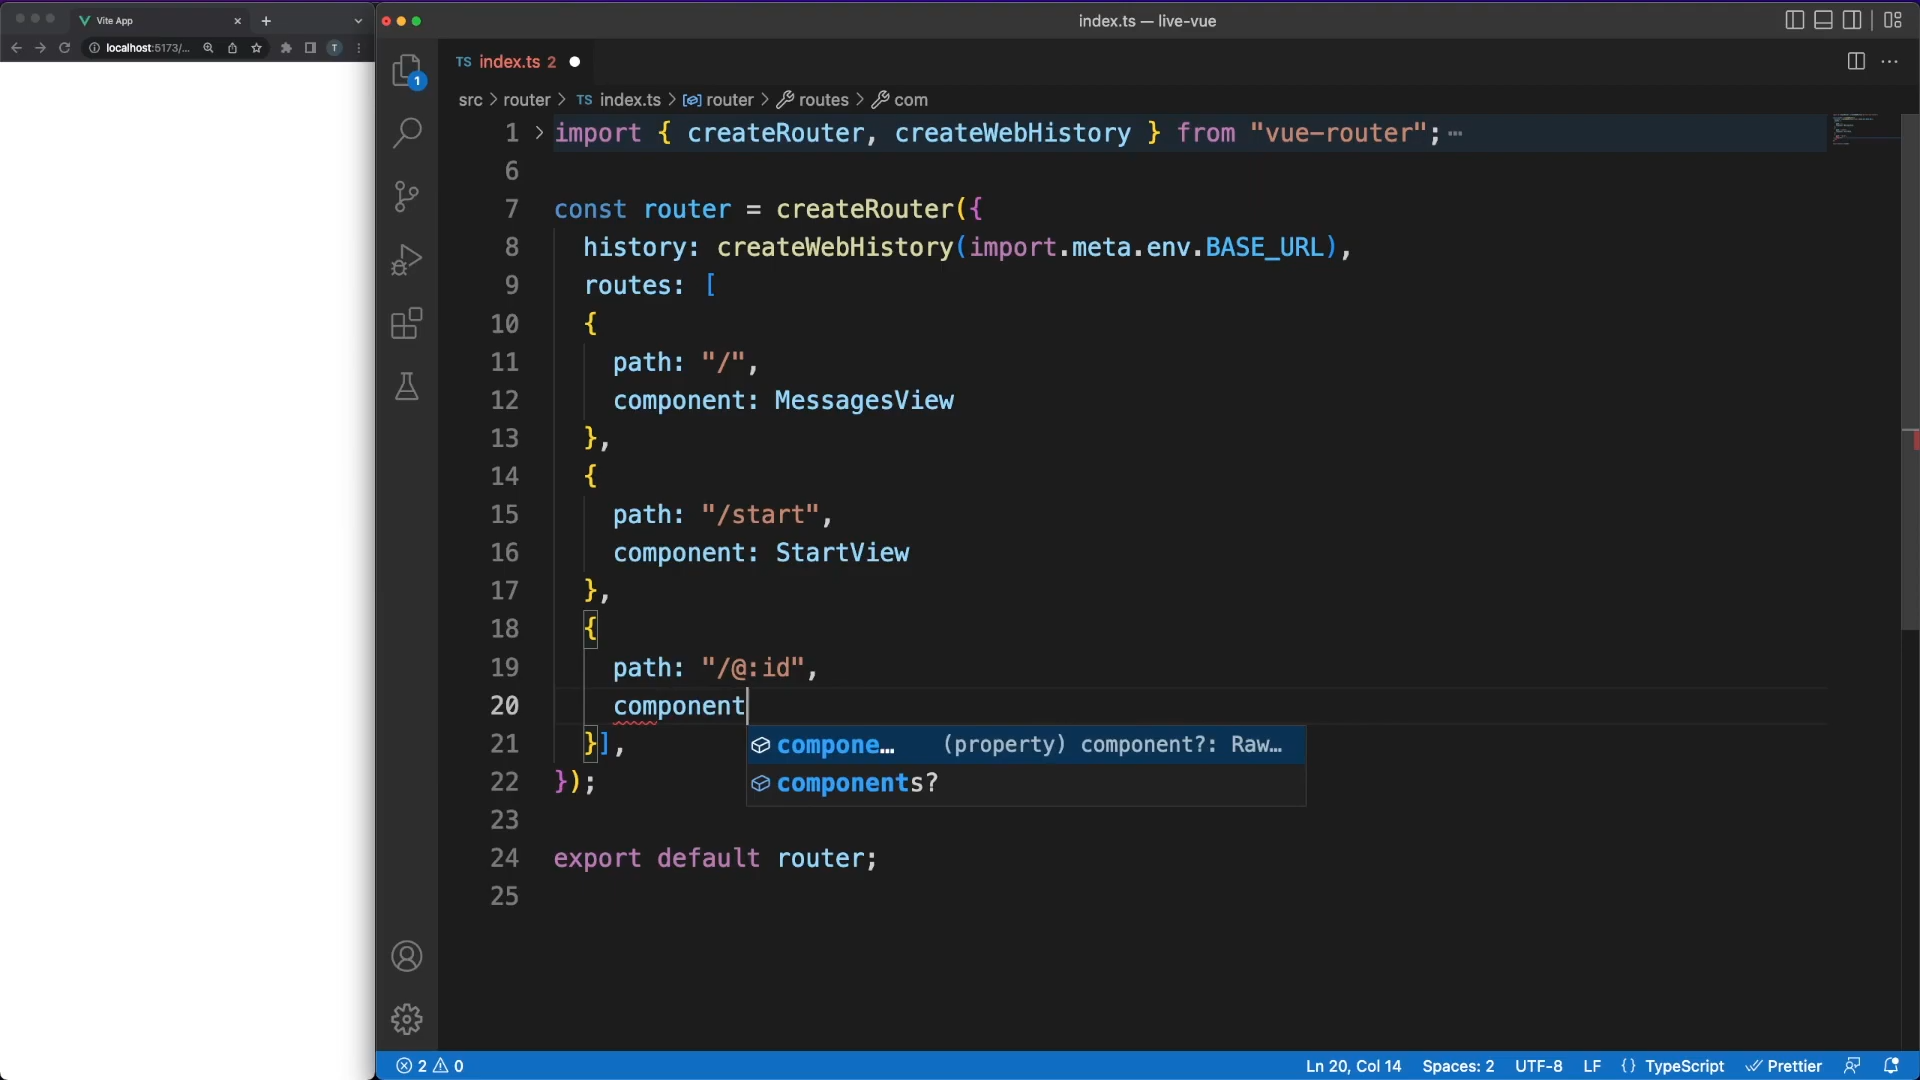 Vite App
localhost:5173/...
T
index.ts — live-vue
TS index.ts 2
src > router > TS index.ts > router > routes > com
1
1 import { createRouter, createWebHistory } from "vue-router";
6
7 const router = createRouter({
8 history: createWebHistory(import.meta.env.BASE_URL),
9 routes: [
10 {
11 path: "/",
12 component: MessagesView
13 },
14 {
15 path: "/start",
16 component: StartView
17 },
18 {
19 path: "/@:id",
20 component
21 }],
compone… (property) component?: Raw…
22 });
components?
23
24 export default router;
25
2 0 Ln 20, Col 14 Spaces: 2 UTF-8 LF {} TypeScript Prettier